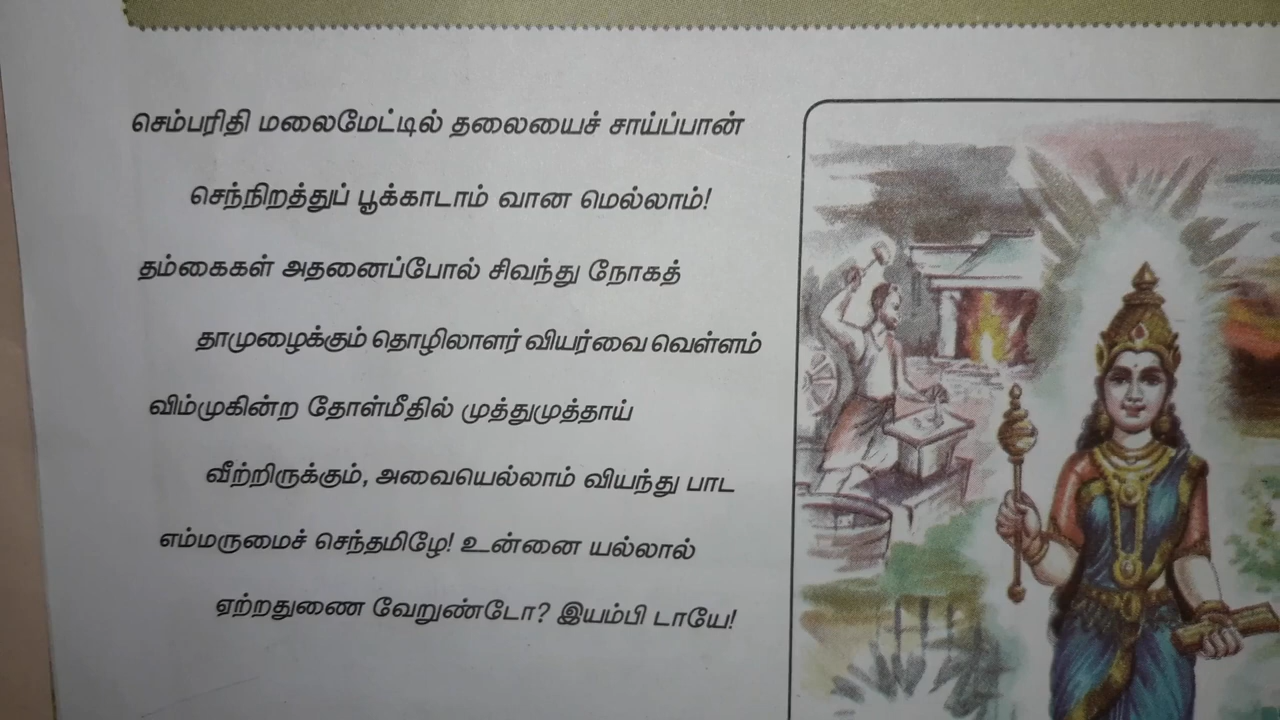 செம்பரிதி மலைமேட்டில் தலையைச் சாய்ப்பான்
செந்நிறத்துப் பூக்காடாம் வான மெல்லாம்!
தம்கைகள் அதனைப்போல் சிவந்து நோகத்
தாமுழைக்கும் தொழிலாளர் வியர்வை வெள்ளம்
விம்முகின்ற தோள்மீதில் முத்துமுத்தாய்
வீற்றிருக்கும், அவையெல்லாம் வியந்து பாட
எம்மருமைச் செந்தமிழே! உன்னை யல்லால்
ஏற்றதுணை வேறுண்டோ? இயம்பி டாயே!